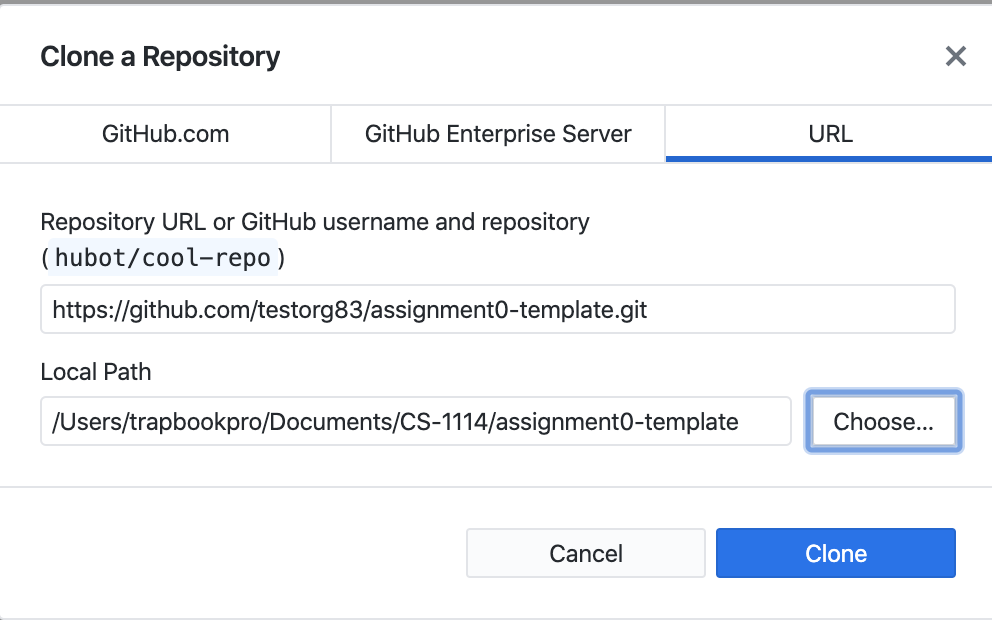 Clone a Repository
GitHub.com
GitHub Enterprise Server
URL
Repository URL or GitHub username and repository
(hubot/cool-repo)
https://github.com/testorg83/assignment0-template.git
Local Path
/Users/trapbookpro/Documents/CS-1114/assignment0-template
Choose...
Cancel
Clone